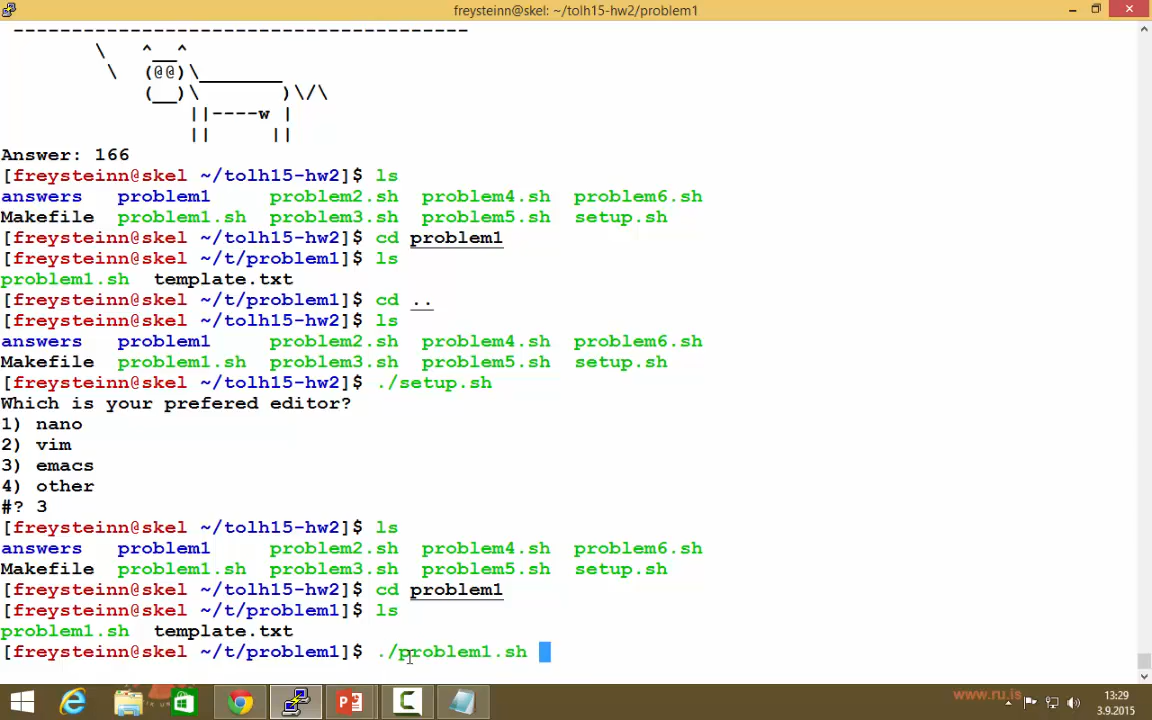 freysteinn@skel: ~/tolh15-hw2/problem1
---------------------------------------
\   ^__^
\  (@@)\_______
(__)\       )\/\
||----w |
||     ||
Answer: 166
[freysteinn@skel ~/tolh15-hw2]$ ls
answers   problem1     problem2.sh  problem4.sh  problem6.sh
Makefile  problem1.sh  problem3.sh  problem5.sh  setup.sh
[freysteinn@skel ~/tolh15-hw2]$ cd problem1
[freysteinn@skel ~/t/problem1]$ ls
problem1.sh  template.txt
[freysteinn@skel ~/t/problem1]$ cd ..
[freysteinn@skel ~/tolh15-hw2]$ ls
answers   problem1     problem2.sh  problem4.sh  problem6.sh
Makefile  problem1.sh  problem3.sh  problem5.sh  setup.sh
[freysteinn@skel ~/tolh15-hw2]$ ./setup.sh
Which is your prefered editor?
1) nano
2) vim
3) emacs
4) other
#? 3
[freysteinn@skel ~/tolh15-hw2]$ ls
answers   problem1     problem2.sh  problem4.sh  problem6.sh
Makefile  problem1.sh  problem3.sh  problem5.sh  setup.sh
[freysteinn@skel ~/tolh15-hw2]$ cd problem1
[freysteinn@skel ~/t/problem1]$ ls
problem1.sh  template.txt
[freysteinn@skel ~/t/problem1]$ ./problem1.sh
www.ru.is
13:29
3.9.2015